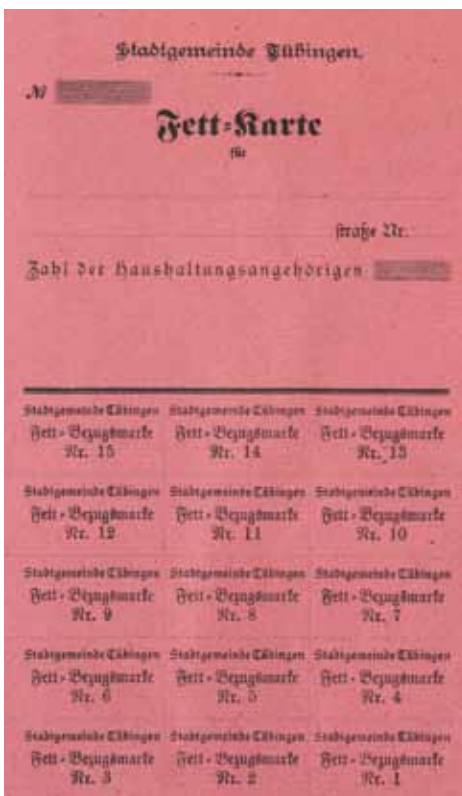 Stadtgemeinde Tübingen.
№
Fett-Karte
für
straße Nr.
Zahl der Haushaltungsangehörigen
Stadtgemeinde Tübingen Stadtgemeinde Tübingen Stadtgemeinde Tübingen
Fett-Bezugsmarke Fett-Bezugsmarke Fett-Bezugsmarke
Nr. 15 Nr. 14 Nr. 13
Stadtgemeinde Tübingen Stadtgemeinde Tübingen Stadtgemeinde Tübingen
Fett-Bezugsmarke Fett-Bezugsmarke Fett-Bezugsmarke
Nr. 12 Nr. 11 Nr. 10
Stadtgemeinde Tübingen Stadtgemeinde Tübingen Stadtgemeinde Tübingen
Fett-Bezugsmarke Fett-Bezugsmarke Fett-Bezugsmarke
Nr. 9 Nr. 8 Nr. 7
Stadtgemeinde Tübingen Stadtgemeinde Tübingen Stadtgemeinde Tübingen
Fett-Bezugsmarke Fett-Bezugsmarke Fett-Bezugsmarke
Nr. 6 Nr. 5 Nr. 4
Stadtgemeinde Tübingen Stadtgemeinde Tübingen Stadtgemeinde Tübingen
Fett-Bezugsmarke Fett-Bezugsmarke Fett-Bezugsmarke
Nr. 3 Nr. 2 Nr. 1